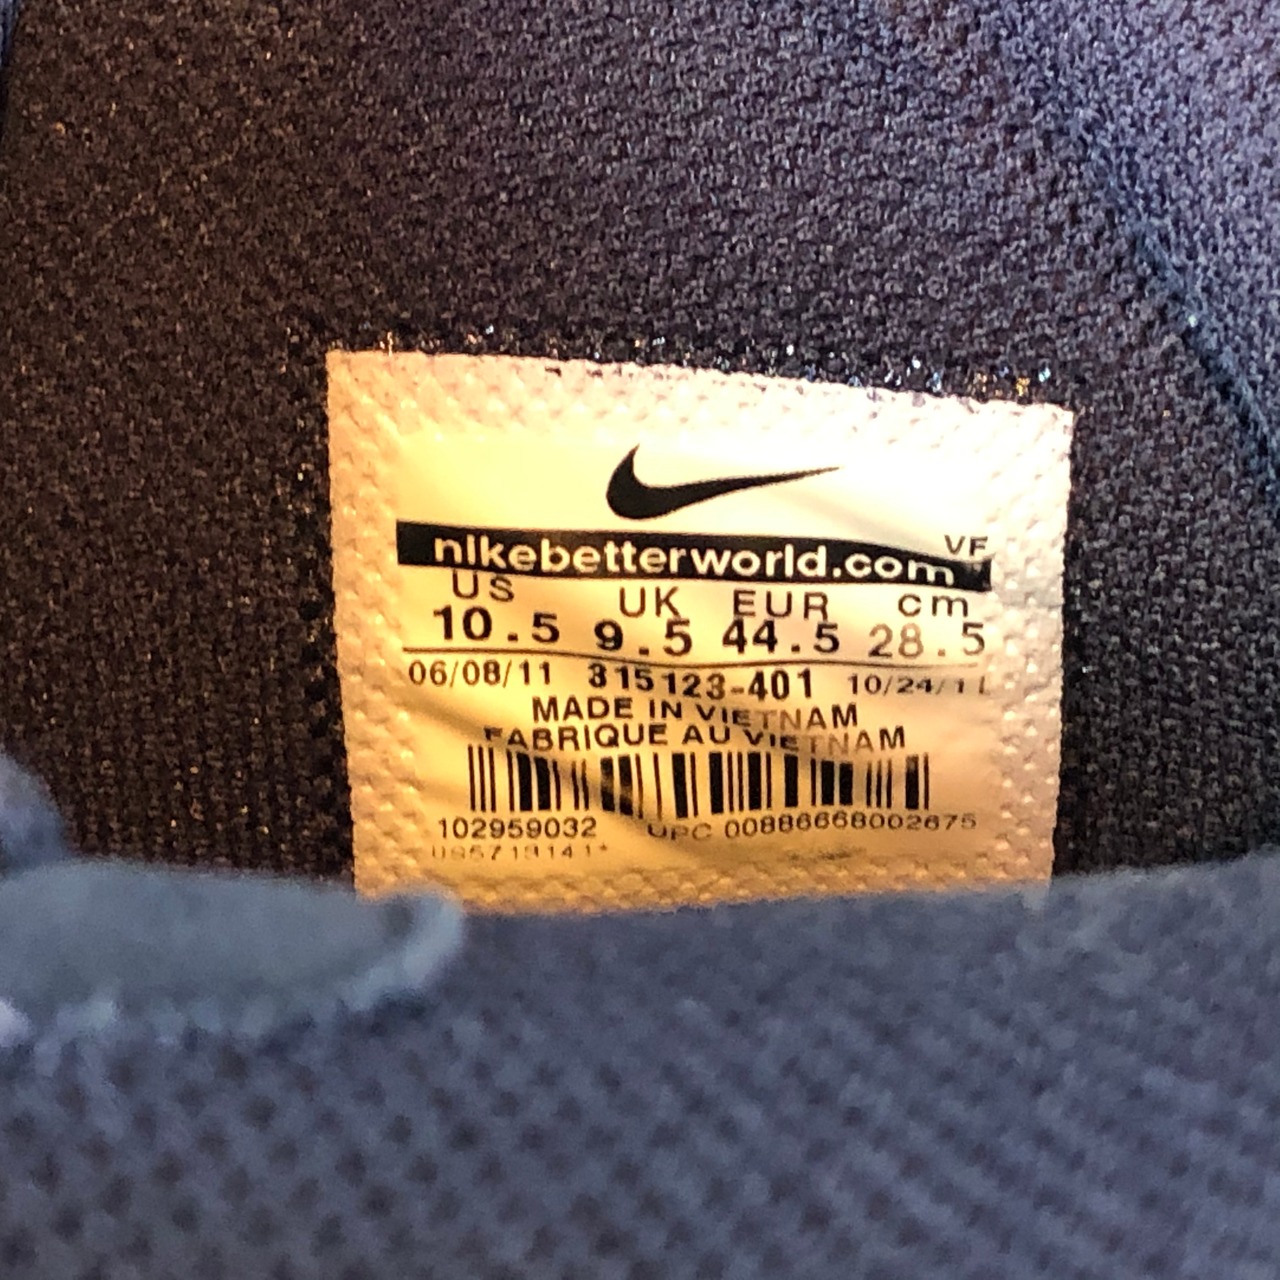 nikebetterworld.com VF
US UK EUR cm
10.5 9.5 44.5 28.5
06/08/11 315123-401 10/24/11
MADE IN VIETNAM
FABRIQUE AU VIETNAM
102959032 UPC 00886668002675